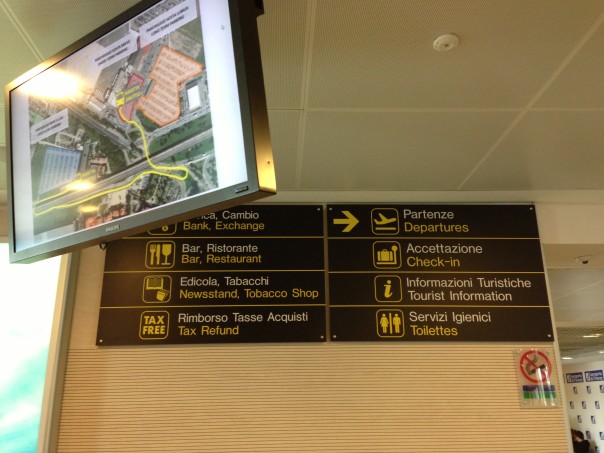 PHILIPS
Cambio
Bank, Exchange
Bar, Ristorante
Bar, Restaurant
Edicola, Tabacchi
Newsstand, Tobacco Shop
TAX
FREE
Rimborso Tasse Acquisti
Tax Refund
Partenze
Departures
Accettazione
Check-in
i
Informazioni Turistiche
Tourist Information
Servizi Igienici
Toilettes